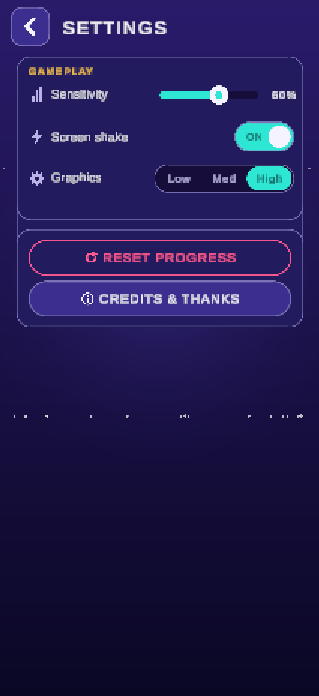 SETTINGS
GAMEPLAY
Sensitivity 60%
Screen shake ON
Graphics Low Med High
RESET PROGRESS
CREDITS & THANKS